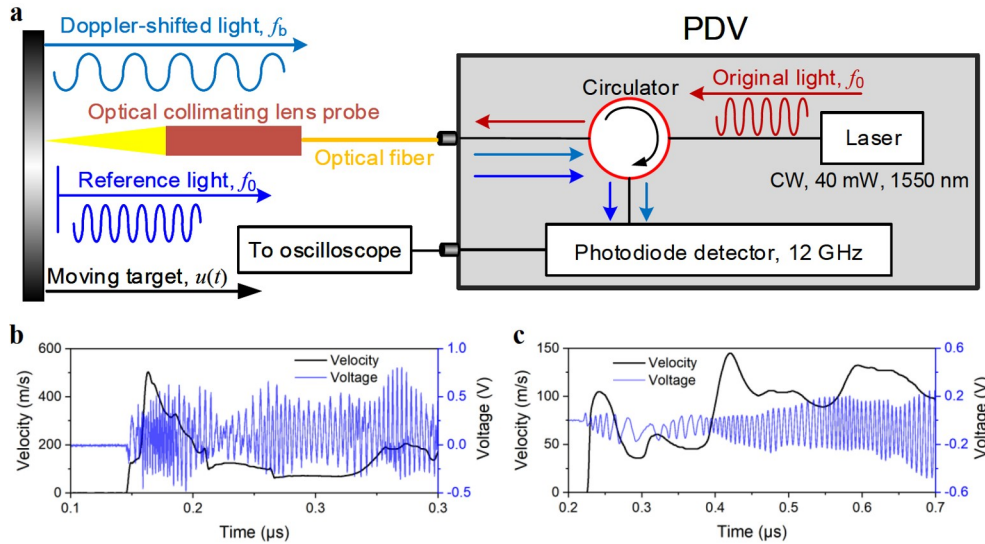 a
PDV
Doppler-shifted light, fb
Optical collimating lens probe
Optical fiber
Reference light, f0
Moving target, u(t)
To oscilloscope
Circulator
Original light, f0
Laser
CW, 40 mW, 1550 nm
Photodiode detector, 12 GHz
b
Velocity (m/s)
600
400
200
0
Velocity
Voltage
1.0
0.5
0.0
-0.5
Voltage (V)
0.1
0.2
0.3
0.3
Time (µs)
c
Velocity (m/s)
150
100
50
0
Velocity
Voltage
0.6
0.2
-0.2
-0.6
Voltage (V)
0.2
0.3
0.4
0.5
0.6
0.7
Time (µs)